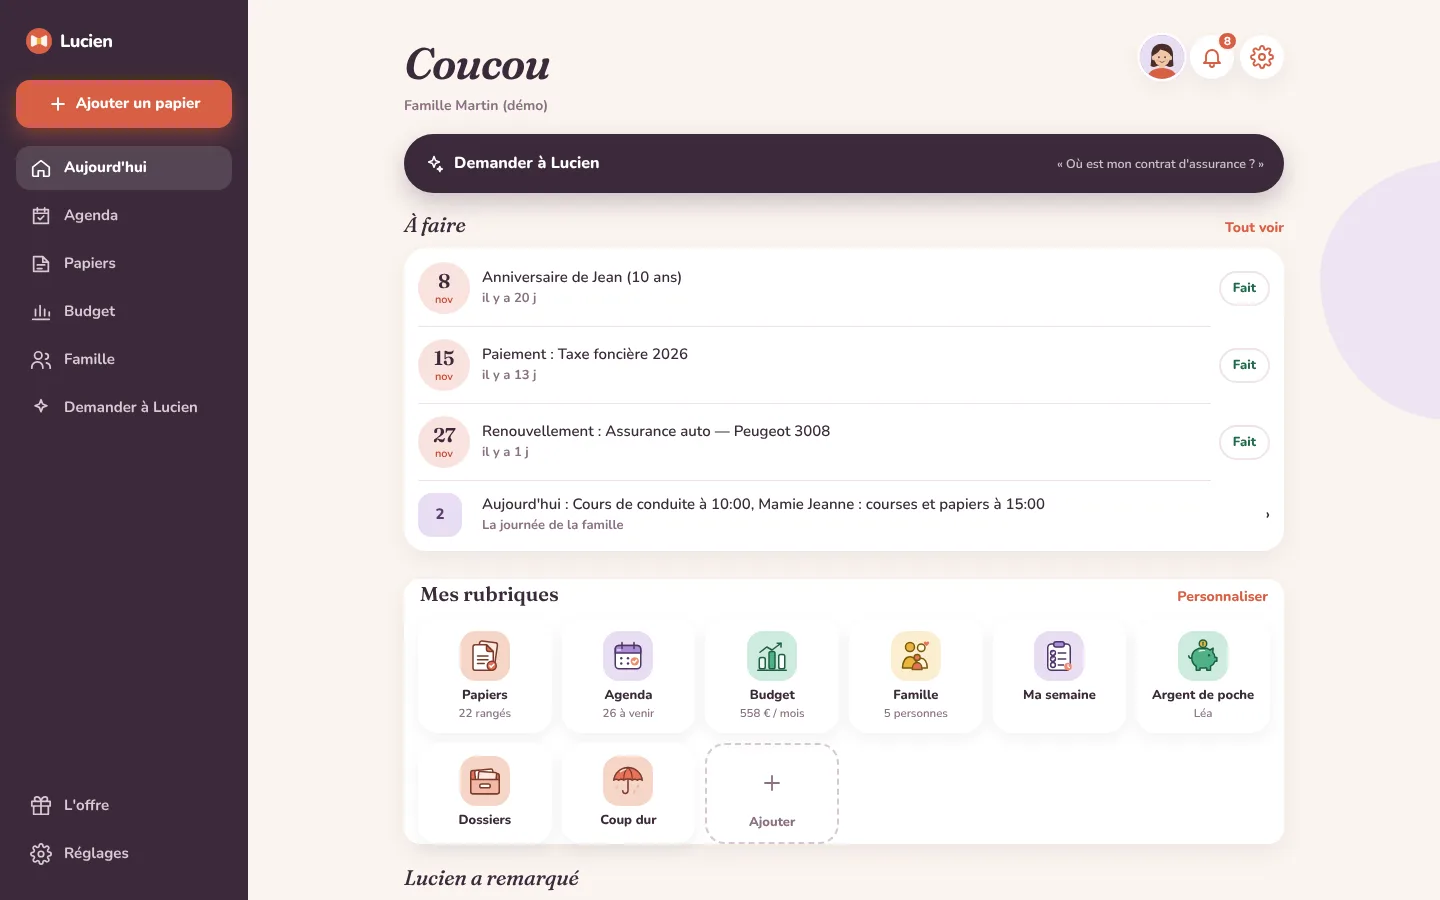 Lucien
Ajouter un papier
Aujourd'hui
Agenda
Papiers
Budget
Famille
Demander à Lucien
L'offre
Réglages
Coucou
Famille Martin (démo)
8
Demander à Lucien
« Où est mon contrat d'assurance ? »
À faire
Tout voir
8 nov
Anniversaire de Jean (10 ans)
il y a 20 j
Fait
15 nov
Paiement : Taxe foncière 2026
il y a 13 j
Fait
27 nov
Renouvellement : Assurance auto — Peugeot 3008
il y a 1 j
Fait
2
Aujourd'hui : Cours de conduite à 10:00, Mamie Jeanne : courses et papiers à 15:00
La journée de la famille
Mes rubriques
Personnaliser
Papiers
22 rangés
Agenda
26 à venir
Budget
558 € / mois
Famille
5 personnes
Ma semaine
Argent de poche
Léa
Dossiers
Coup dur
Ajouter
Lucien a remarqué